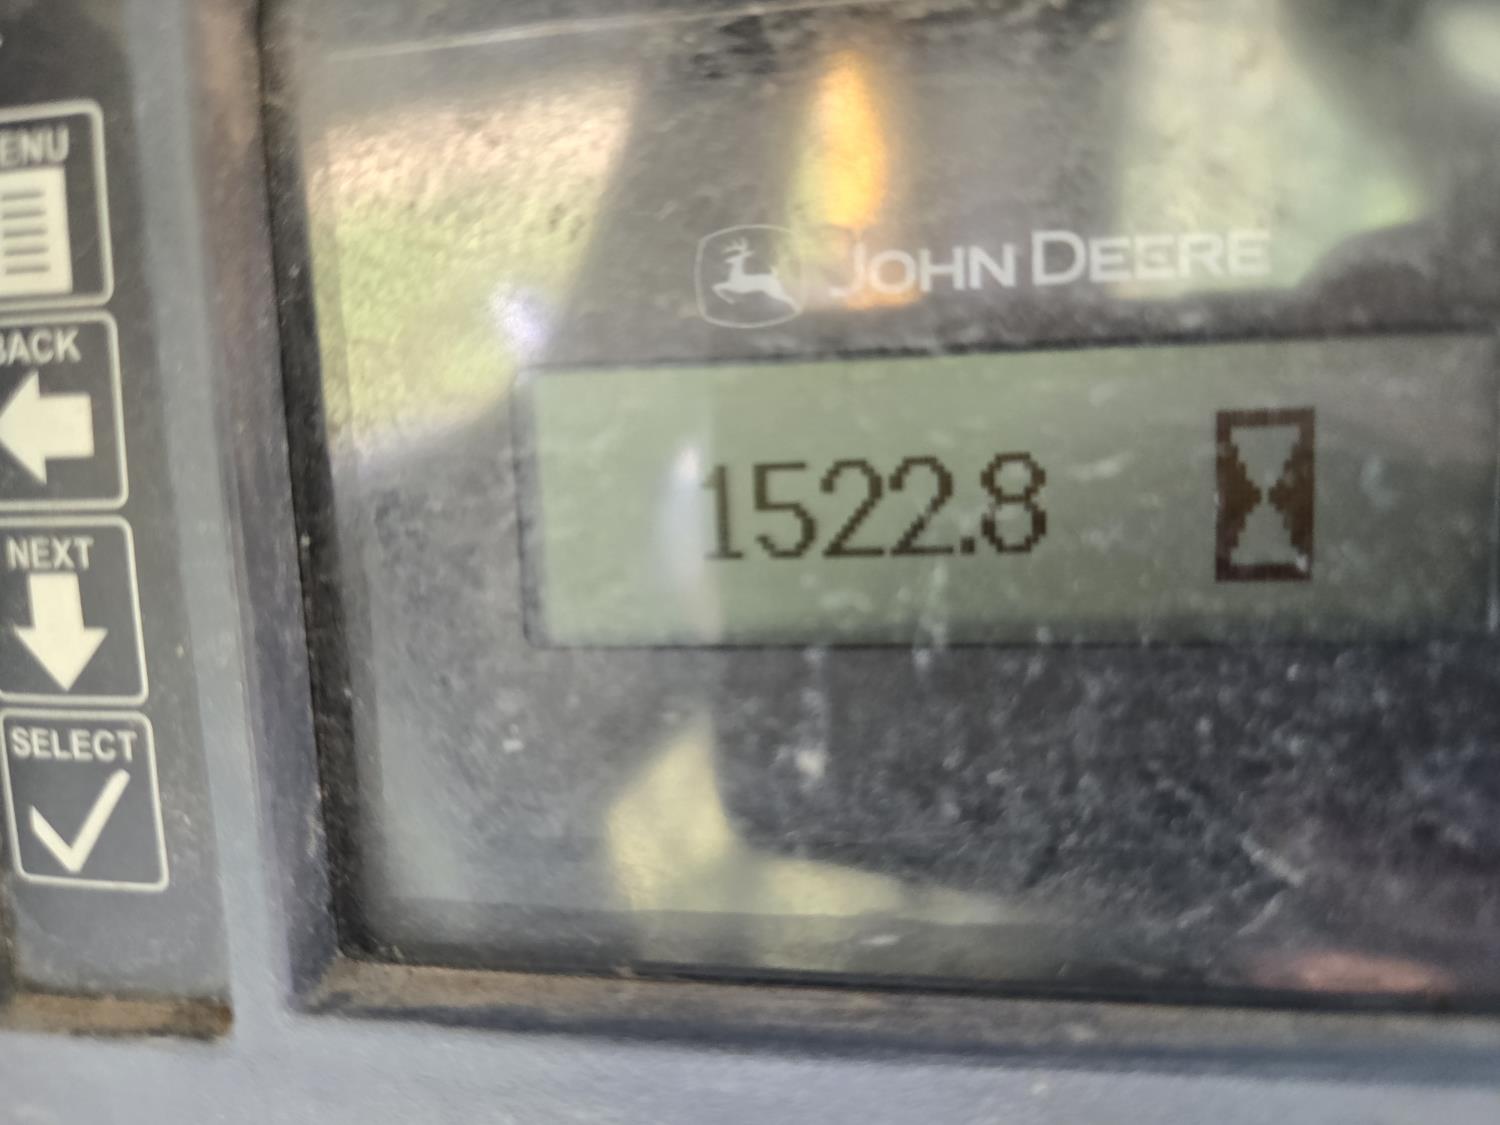 ENU
BACK
NEXT
SELECT
JOHN DEERE
1522.8